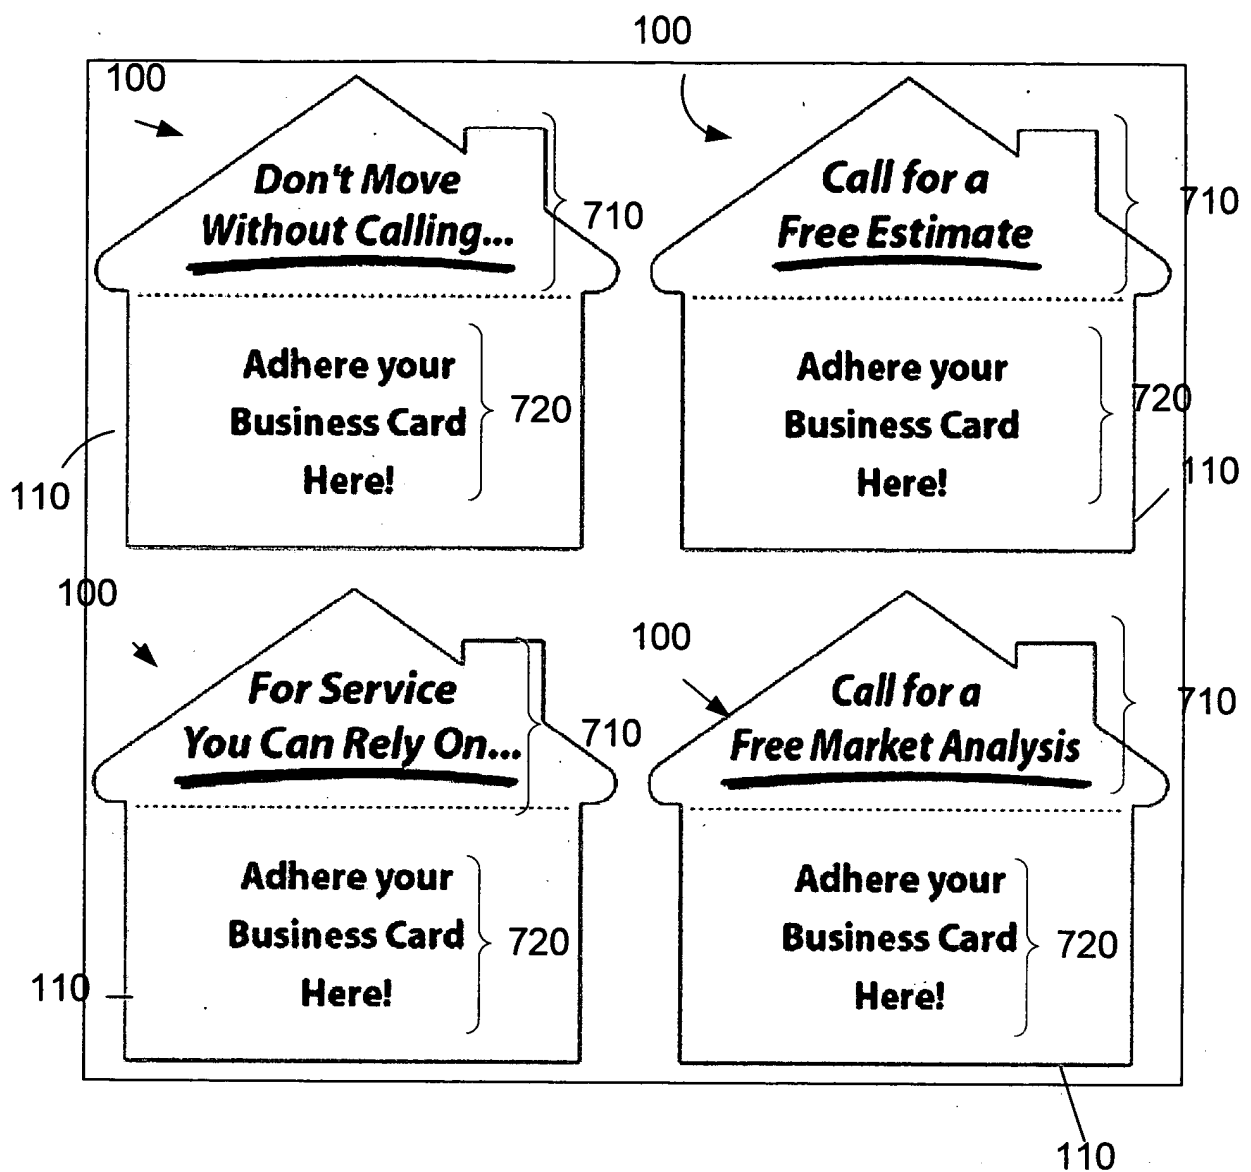 100
100
Don't Move
Without Calling...
710
Call for a
Free Estimate
710
Adhere your
Business Card
Here!
720
110
Adhere your
Business Card
Here!
720
110
100
For Service
You Can Rely On...
710
100
Call for a
Free Market Analysis
710
Adhere your
Business Card
Here!
720
110
Adhere your
Business Card
Here!
720
110